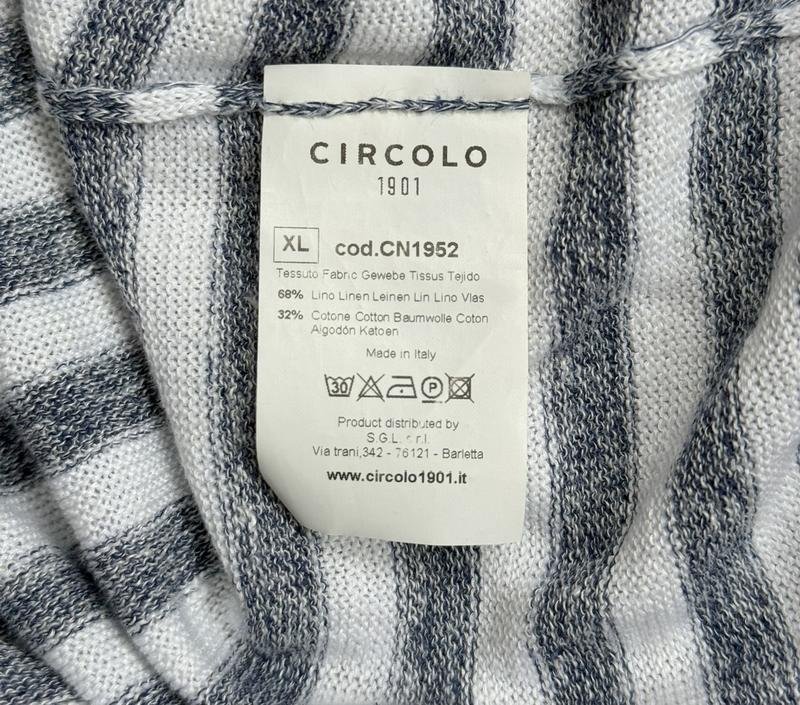 CIRCOLO
1901
XL cod.CN1952
Tessuto Fabric Gewebe Tissus Tejido
68% Lino Linen Leinen Lin Lino Vlas
32% Cotone Cotton Baumwolle Coton
Algodón Katoen
Made in Italy
30 P
Product distributed by
S.G.L. s.r.l.
Via trani,342 - 76121 - Barletta
www.circolo1901.it